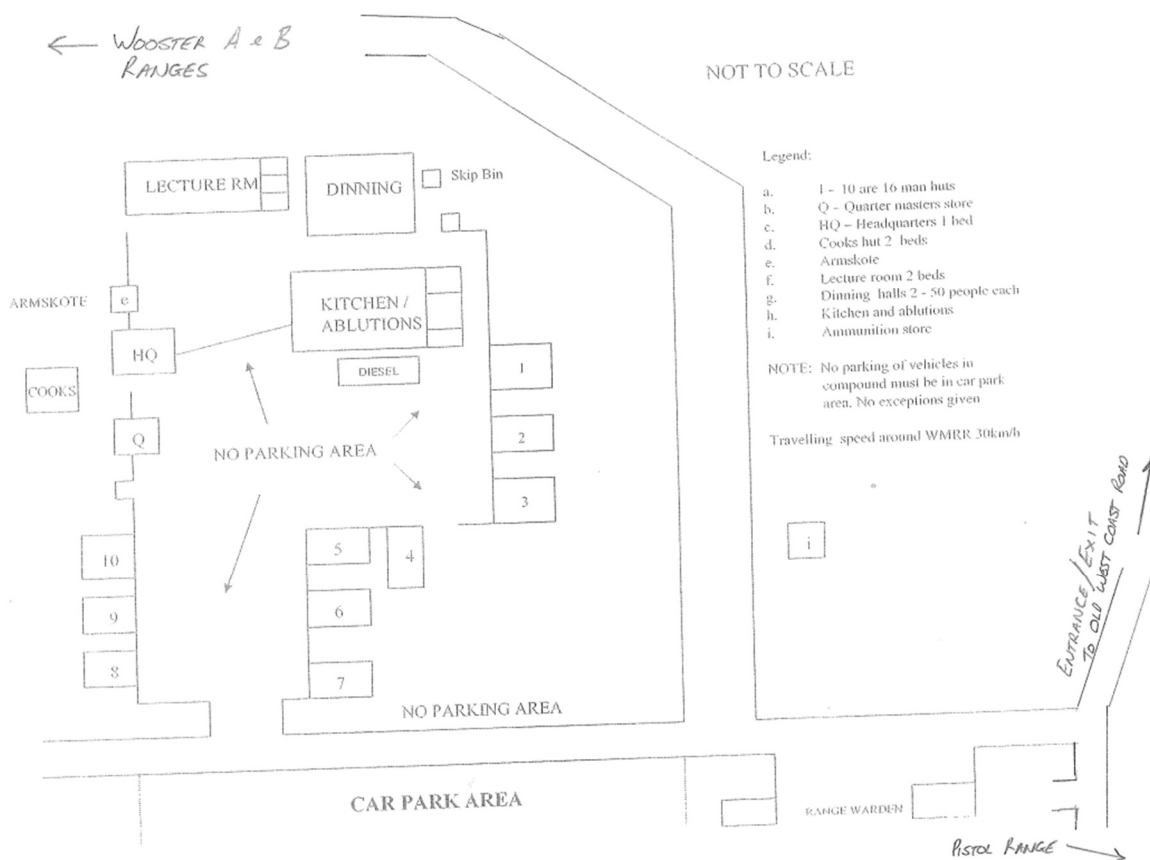 ← WOOSTER A & B
RANGES
NOT TO SCALE
Legend:
a. 1 - 10 are 16 man huts
b. Q - Quarter masters store
c. HQ – Headquarters 1 bed
d. Cooks hut 2 beds
e. Armskote
f. Lecture room 2 beds
g. Dinning halls 2 - 50 people each
h. Kitchen and ablutions
i. Ammunition store
NOTE: No parking of vehicles in
compound must be in car park
area. No exceptions given
Travelling speed around WMRR 30km/h
LECTURE RM
DINNING
Skip Bin
ARMSKOTE
e
KITCHEN /
ABLUTIONS
HQ
DIESEL
COOKS
Q
NO PARKING AREA
1
2
3
5
4
6
7
10
9
8
i
NO PARKING AREA
ENTRANCE/EXIT
TO OLD WEST COAST ROAD
CAR PARK AREA
RANGE WARDEN
PISTOL RANGE →